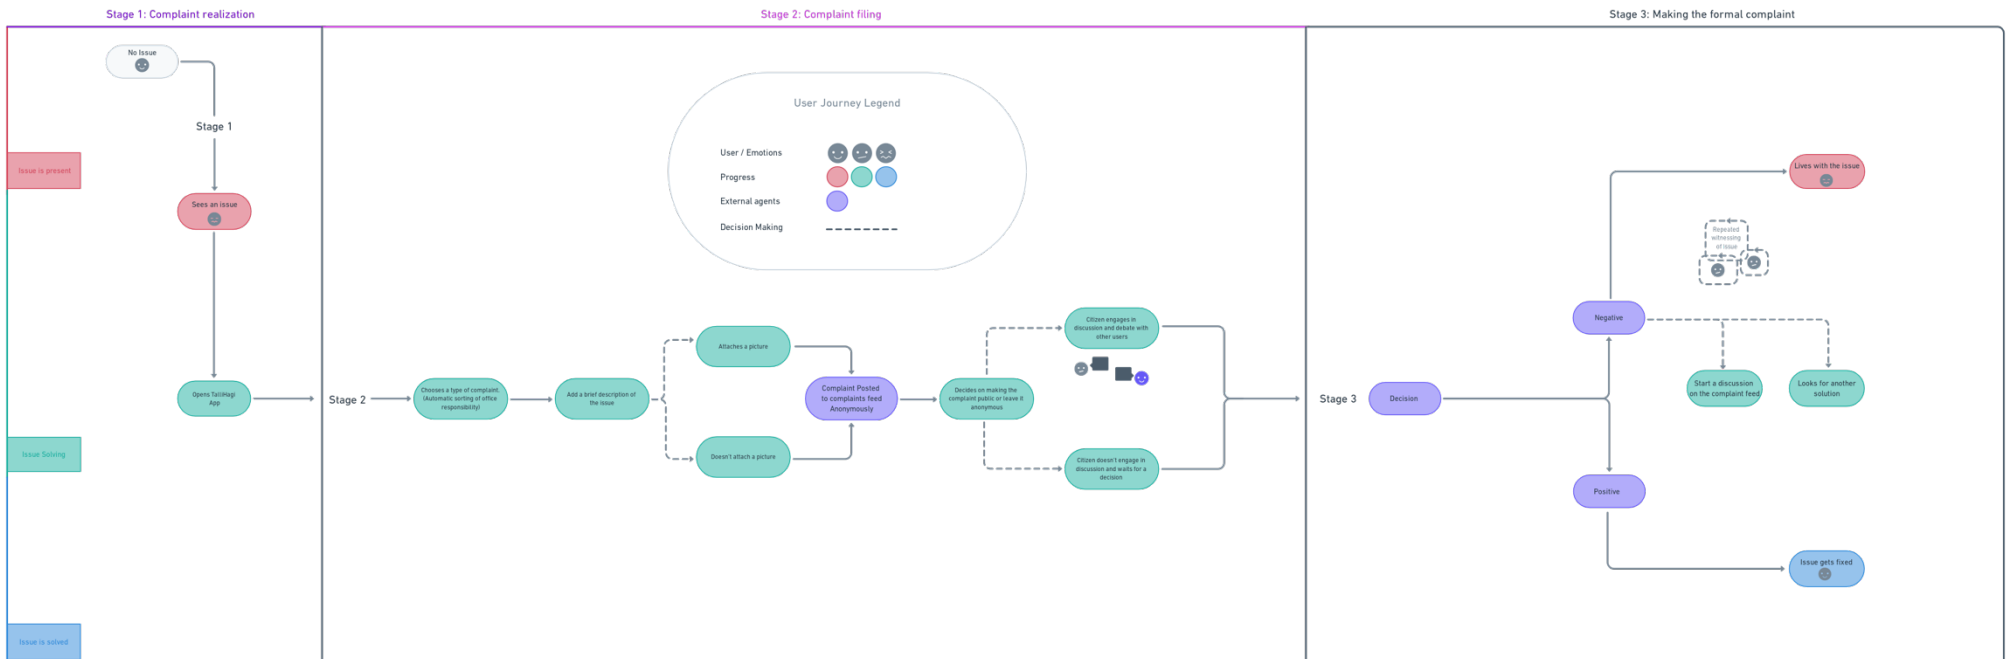 Stage 1: Complaint realization
Stage 2: Complaint filing
Stage 3: Making the formal complaint
No Issue
Stage 1
Issue is present
Sees an issue
Opens TalliHagi
App
Issue Solving
Issue is solved
User Journey Legend
User / Emotions
Progress
External agents
Decision Making
Stage 2
Chooses a type of complaint.
(Automatic sorting of office
responsibility)
Add a brief description of
the issue
Attaches a picture
Doesn't attach a picture
Complaint Posted
to complaints feed
Anonymously
Decides on making the
complaint public or leave it
anonymous
Citizen engages in
discussion and debate with
other users
Citizen doesn't engage in
discussion and waits for a
decision
Stage 3
Decision
Negative
Positive
Lives with the issue
Repeated
witnessing
of issue
Start a discussion
on the complaint feed
Looks for another
solution
Issue gets fixed